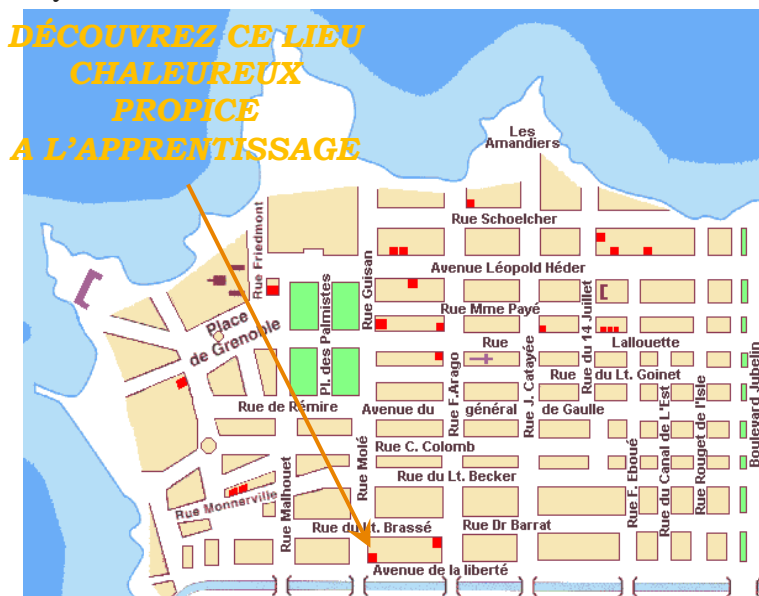 DÉCOUVREZ CE LIEU
CHALEUREUX
PROPICE
A L’APPRENTISSAGE
Les
Amandiers
Rue Schoelcher
Rue Friedmont
Avenue Léopold Héder
Rue Guisan
Pl. des Palmistes
Rue Mme Payé
Rue du 14 Juillet
Place
de Grenoble
Rue
Lallouette
Rue F.Arago
Rue J. Catayée
Rue du Lt. Goinet
Boulevard Jubelin
Rue de Rémire
Avenue du général de Gaulle
Rue Molé
Rue C. Colomb
Rue F. Eboué
Rue du Canal de L'Est
Rue Rouget de l'Isle
Rue du Lt. Becker
Rue Monnerville
Rue Malhouet
Rue du Lt. Brassé
Rue Dr Barrat
Avenue de la liberté